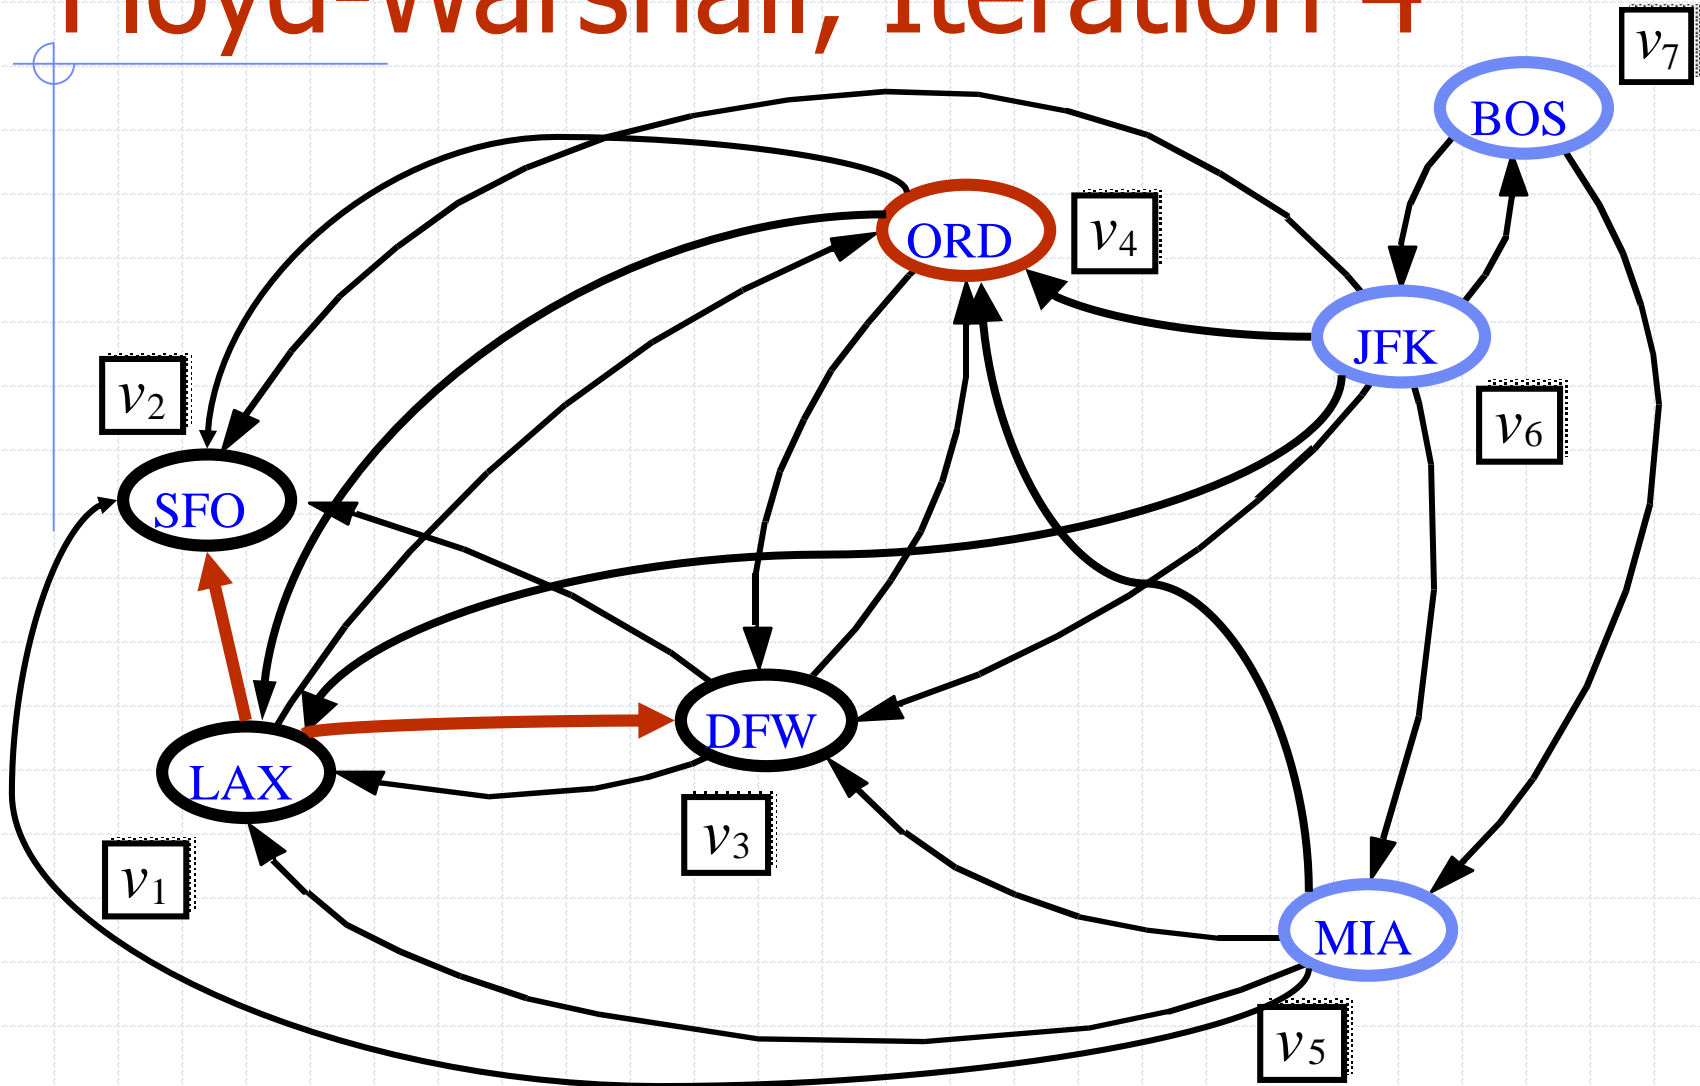 Floyd-Warshall, Iteration 4
v7
BOS
ORD
v4
JFK
v2
v6
SFO
DFW
LAX
v3
v1
MIA
v5